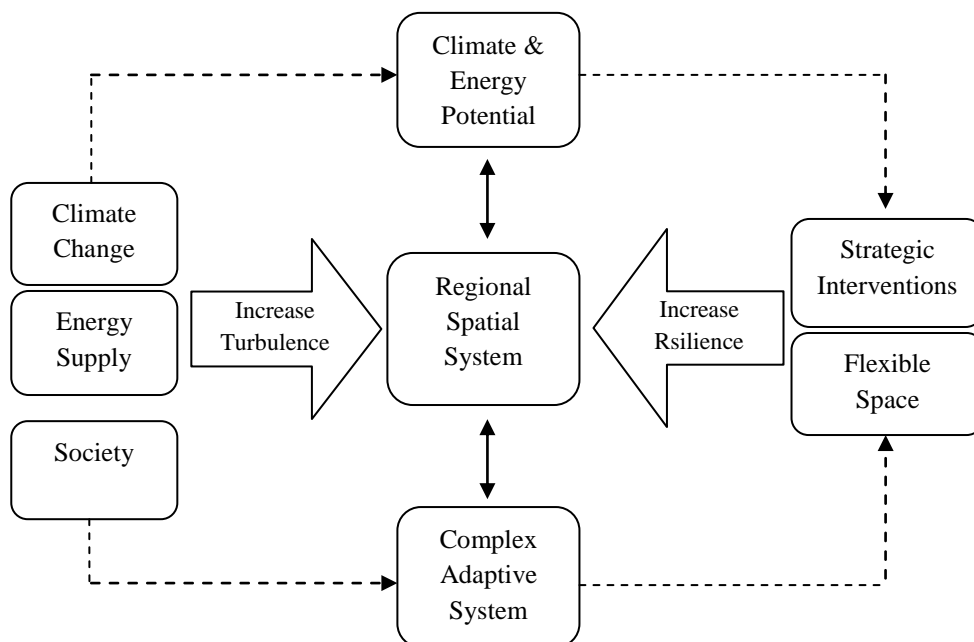 Climate &
Energy
Potential
Climate
Change
Energy
Supply
Society
Increase
Turbulence
Regional
Spatial
System
Increase
Rsilience
Strategic
Interventions
Flexible
Space
Complex
Adaptive
System